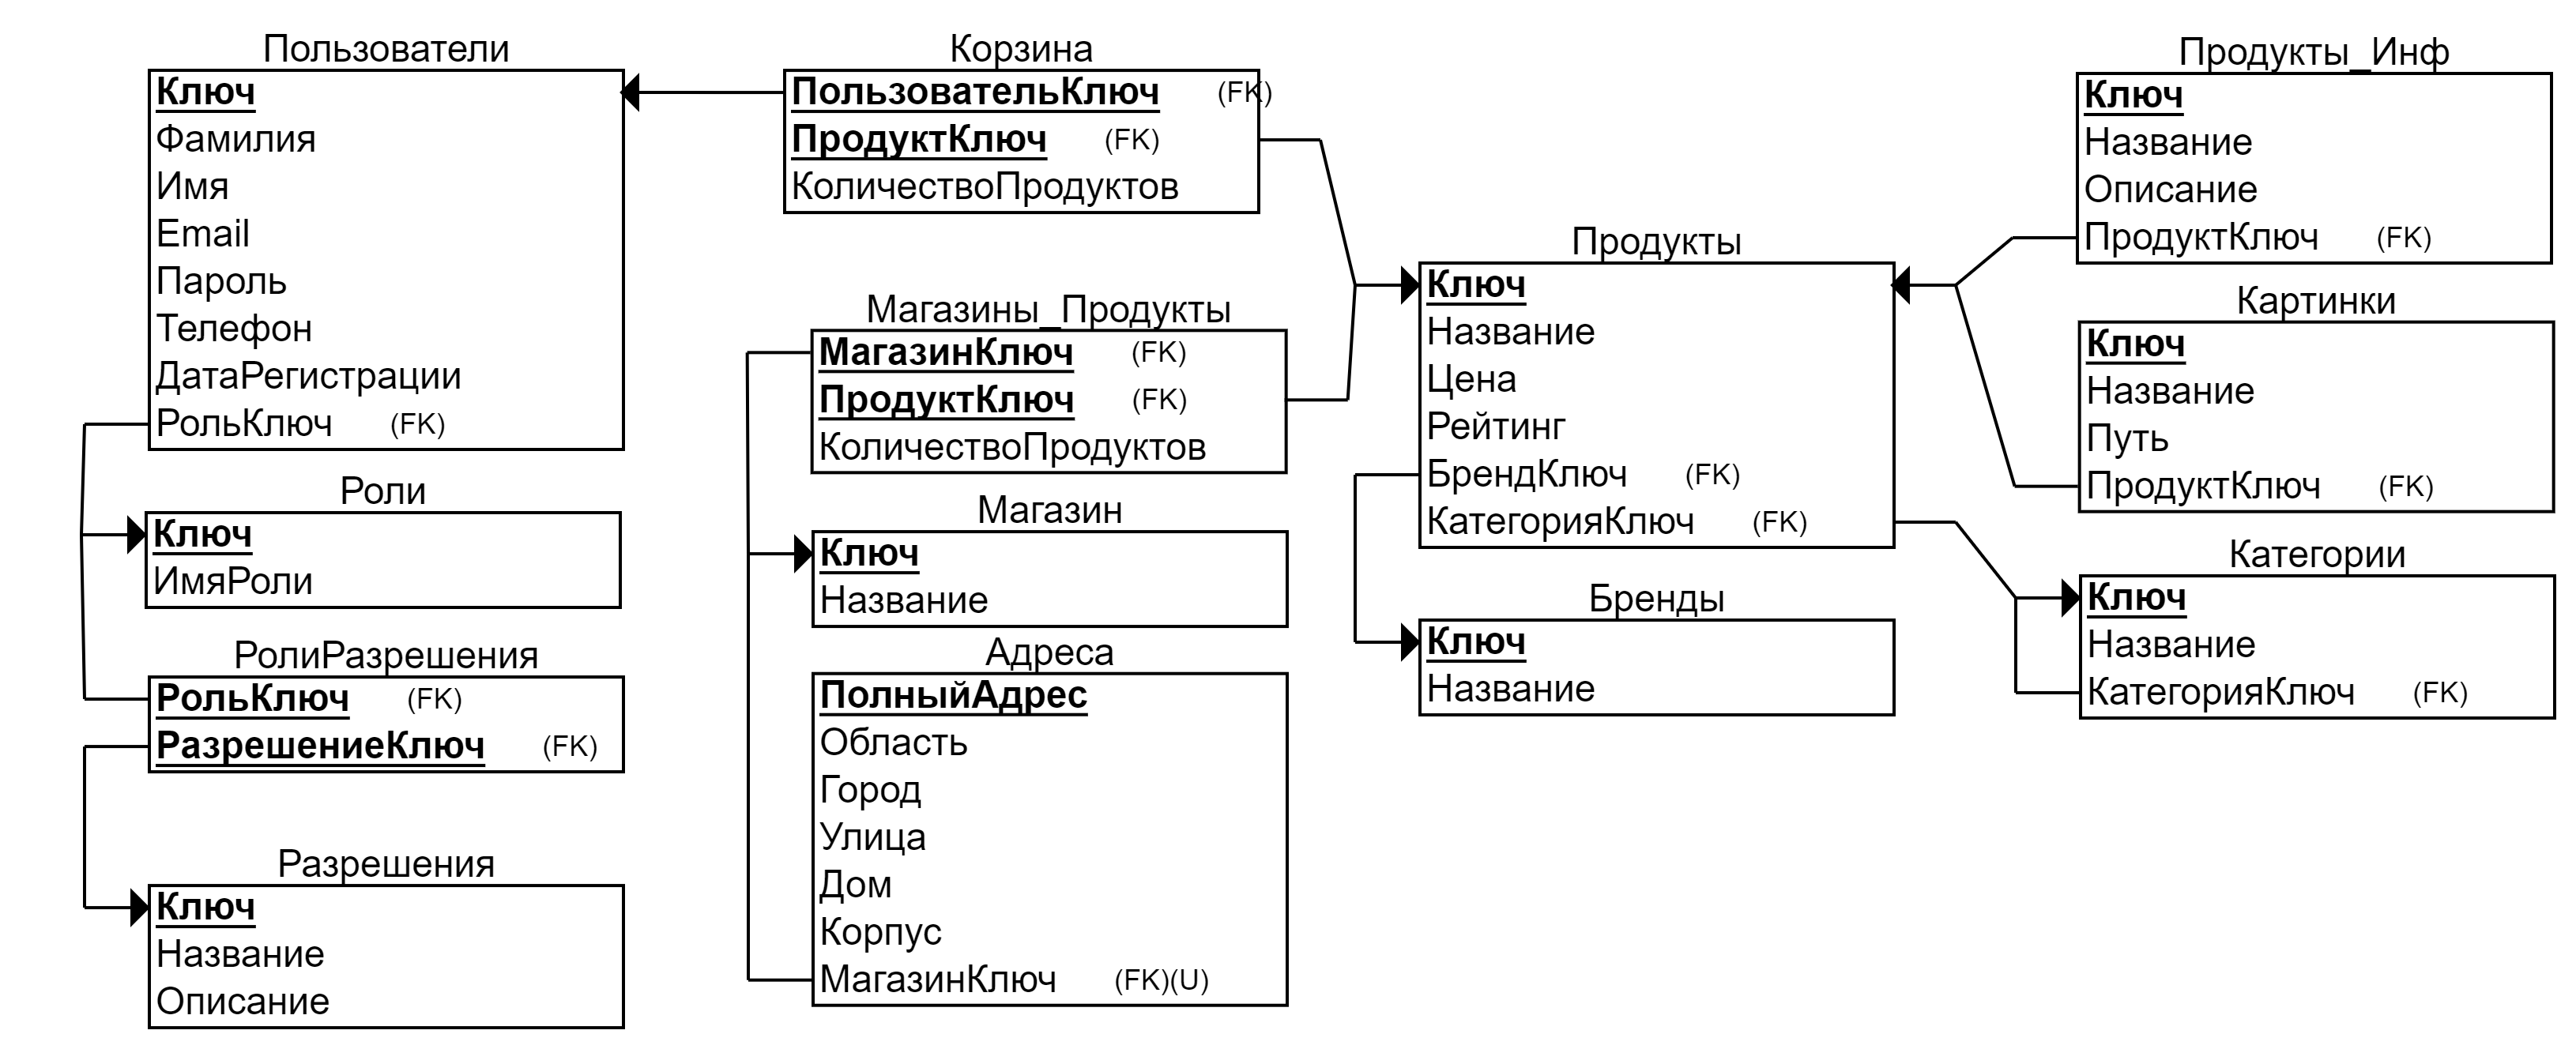 Пользователи
Ключ
Фамилия
Имя
Email
Пароль
Телефон
ДатаРегистрации
РольКлюч (FK)
Роли
Ключ
ИмяРоли
РолиРазрешения
РольКлюч (FK)
РазрешениеКлюч (FK)
Разрешения
Ключ
Название
Описание
Корзина
ПользовательКлюч (FK)
ПродуктКлюч (FK)
КоличествоПродуктов
Магазины_Продукты
МагазинКлюч (FK)
ПродуктКлюч (FK)
КоличествоПродуктов
Магазин
Ключ
Название
Адреса
ПолныйАдрес
Область
Город
Улица
Дом
Корпус
МагазинКлюч (FK)(U)
Продукты
Ключ
Название
Цена
Рейтинг
БрендКлюч (FK)
КатегорияКлюч (FK)
Бренды
Ключ
Название
Продукты_Инф
Ключ
Название
Описание
ПродуктКлюч (FK)
Картинки
Ключ
Название
Путь
ПродуктКлюч (FK)
Категории
Ключ
Название
КатегорияКлюч (FK)